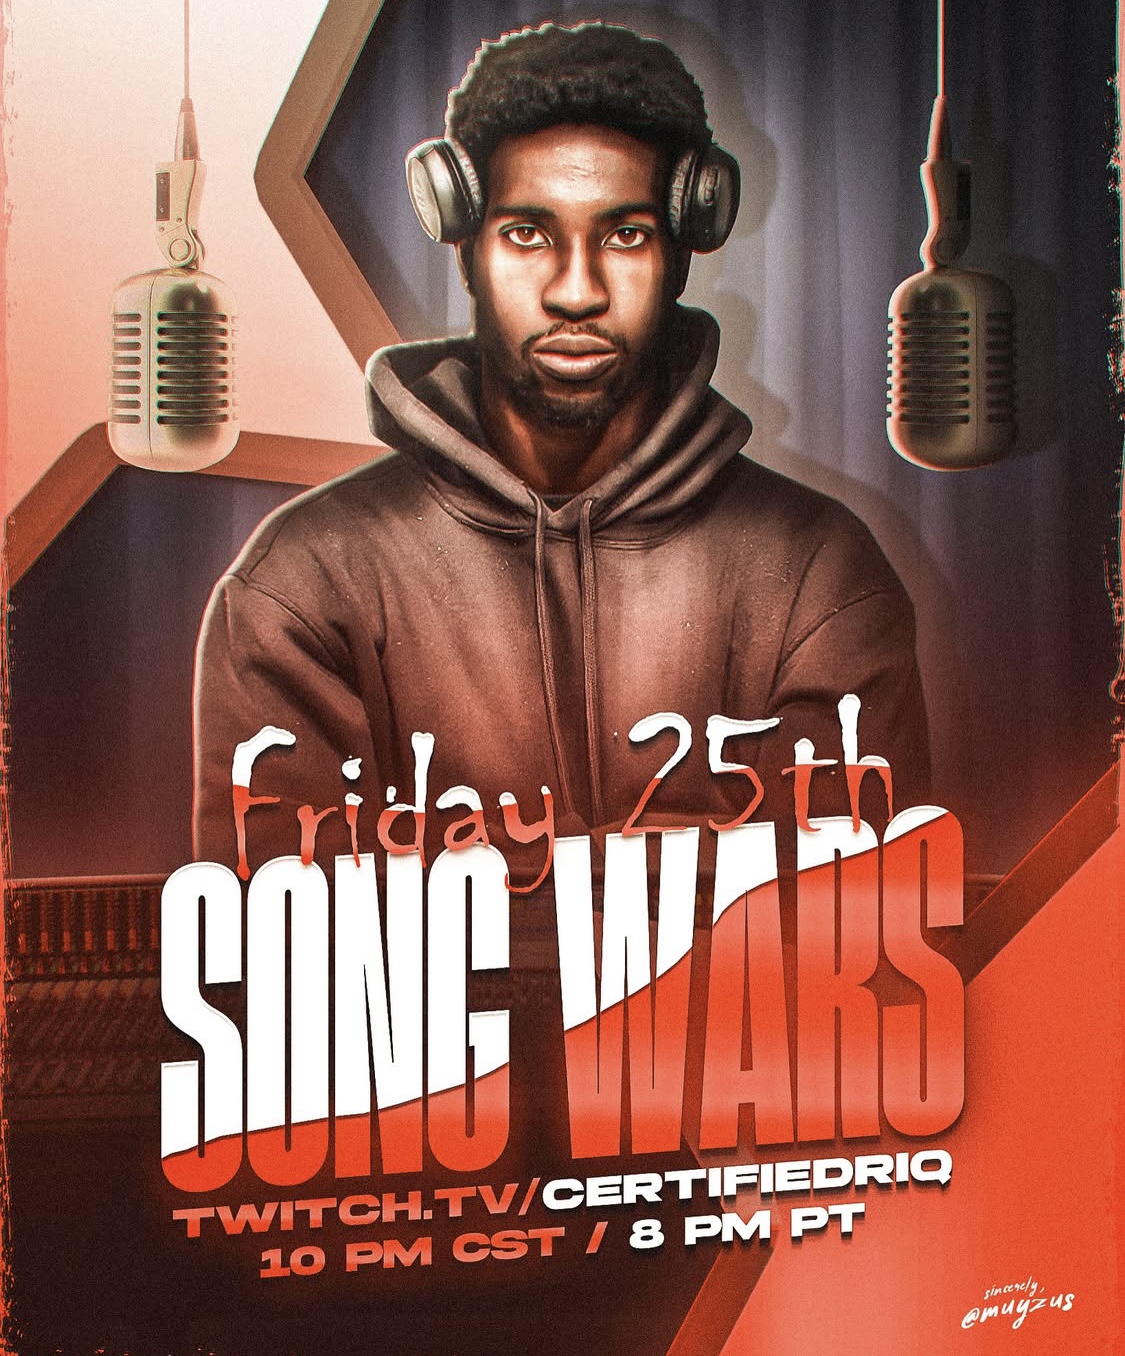 Friday 25th
SONG WARS
TWITCH.TV/CERTIFIEDRIQ
10 PM CST / 8 PM PT
sincerely,
@muyzus